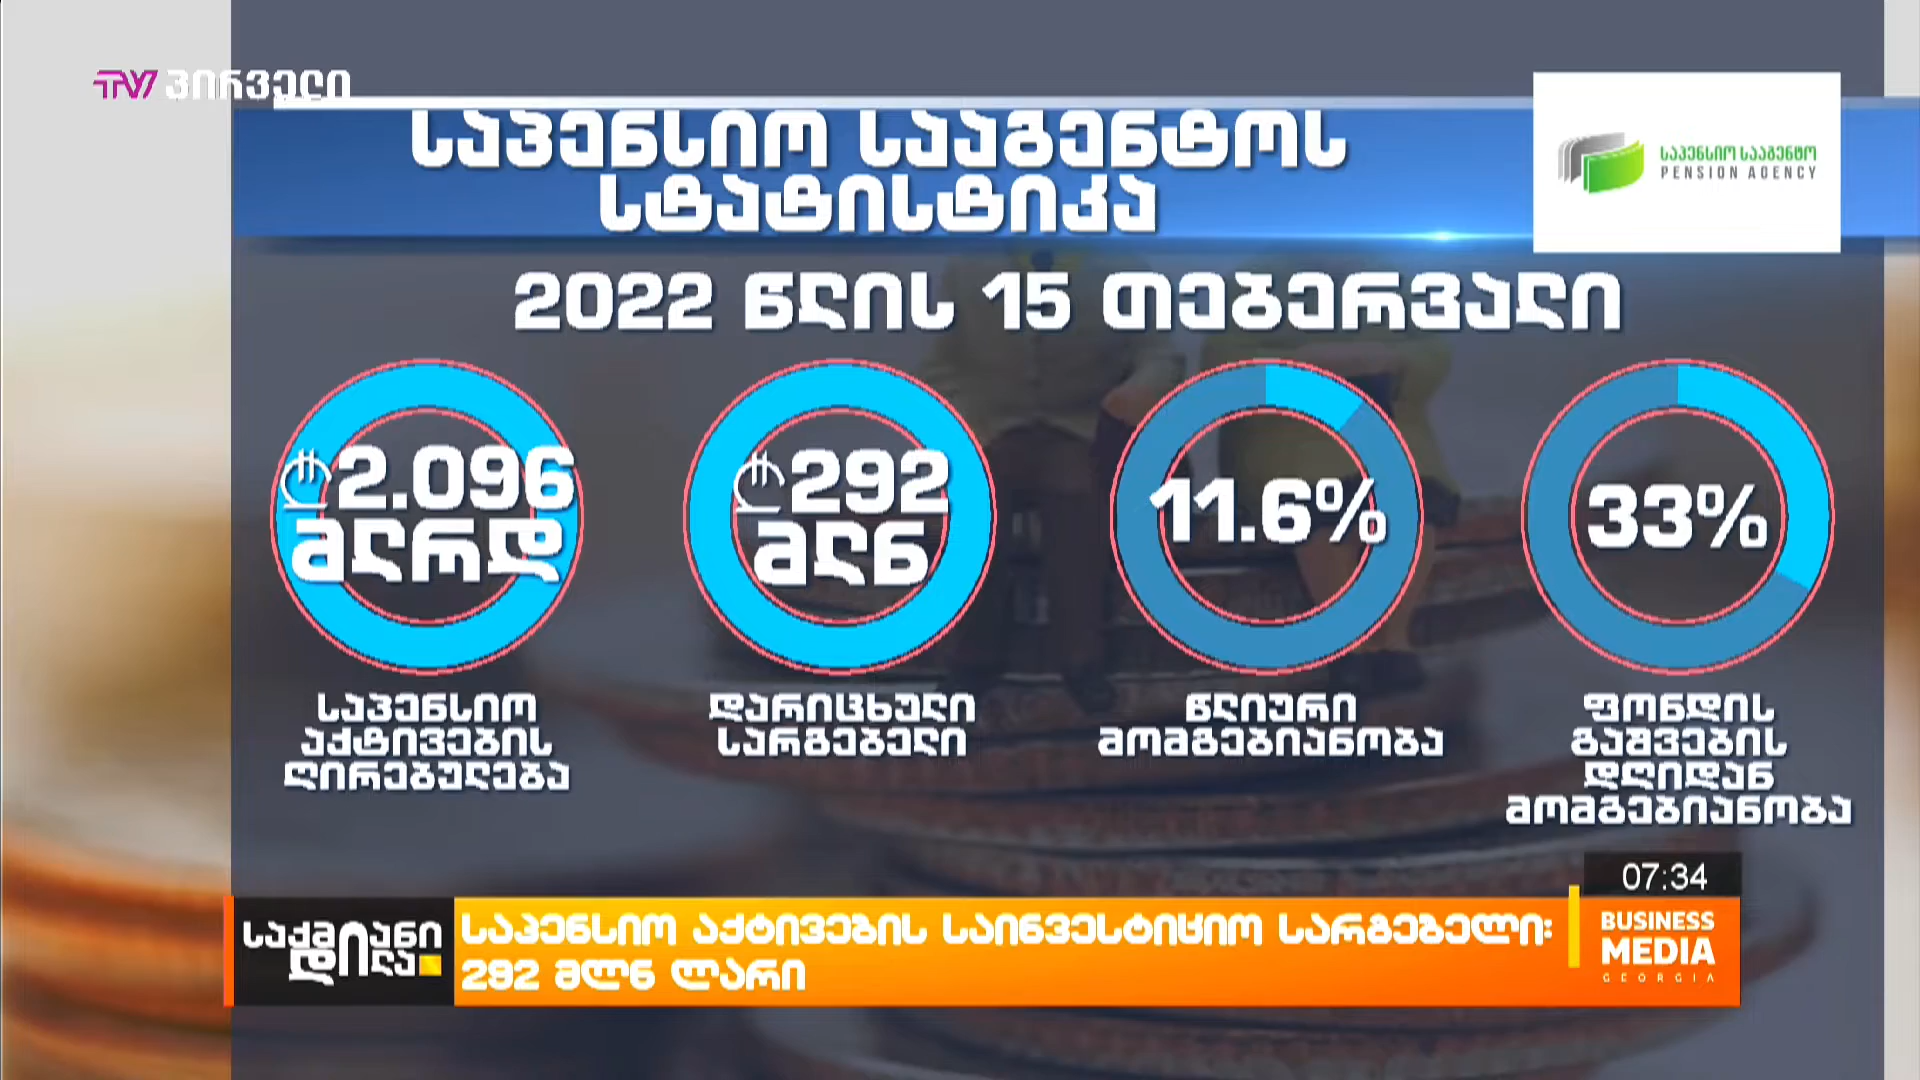 TV პირველი
საპენსიო სააგენტოს
სტატისტიკა
საპენსიო სააგენტო
PENSION AGENCY
2022 წლის 15 თებერვალი
₾2.096
მლრდ
საპენსიო
აქტივების
ღირებულება
₾292
მლნ
დარიცხული
სარგებელი
11.6%
წლიური
მომგებიანობა
33%
ფონდის
გაშვების
დღიდან
მომგებიანობა
07:34
საქმიანი
დილა
საპენსიო აქტივების საინვესტიციო სარგებელი:
292 მლნ ლარი
BUSINESS
MEDIA
GEORGIA